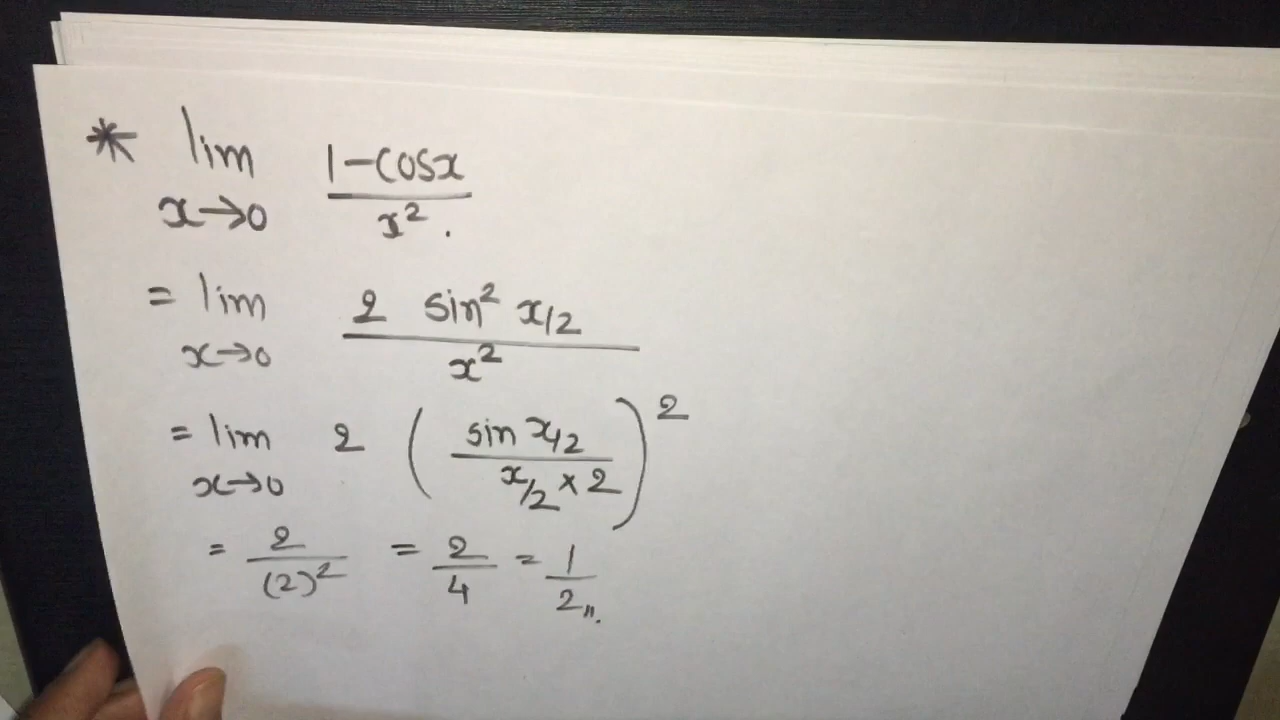 * lim x→0 1-cosx / x² .
= lim x→0 2 sin² x/2 / x²
= lim x→0 2 ( sin x/2 / x/2 × 2 )²
= 2 / (2)² = 2 / 4 = 1 / 2 ".